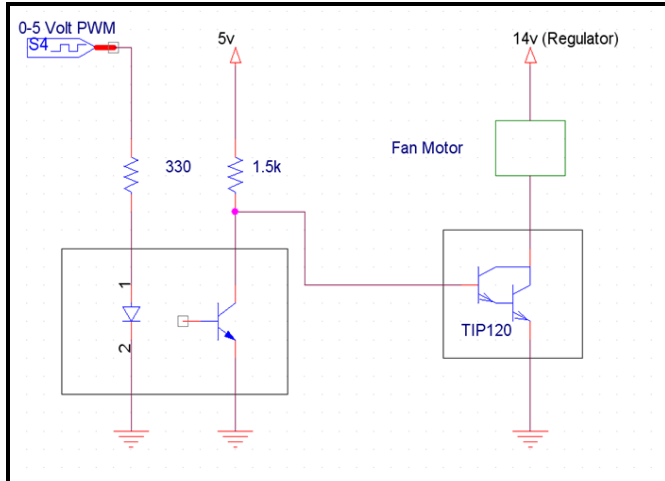 0-5 Volt PWM
S4
5v
14v (Regulator)
330
1.5k
Fan Motor
1
2
TIP120